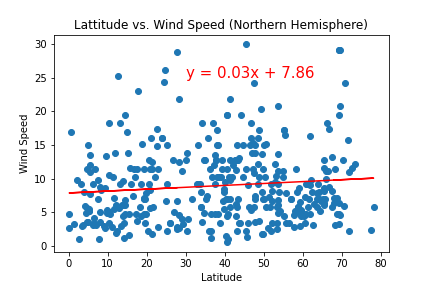 Lattitude vs. Wind Speed (Northern Hemisphere)
30
25
20
15
10
5
0
Wind Speed
y = 0.03x + 7.86
0 10 20 30 40 50 60 70 80
Latitude